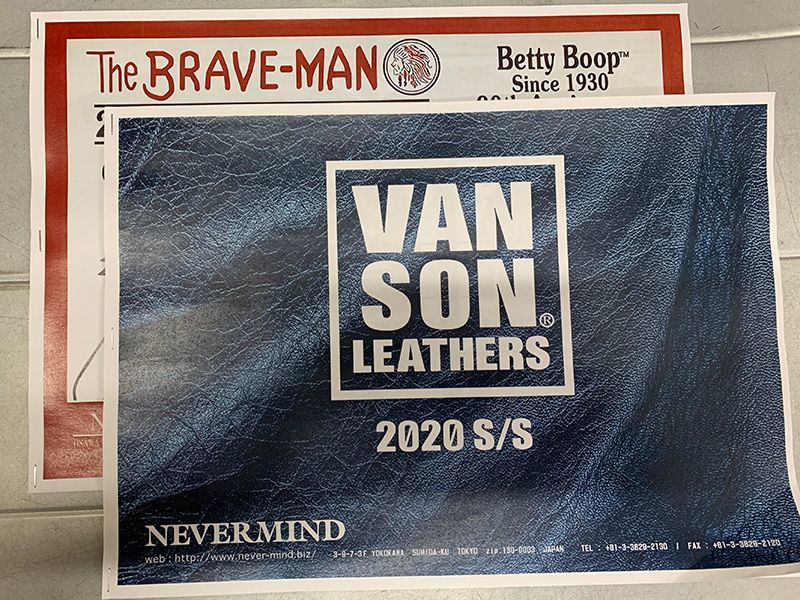 The BRAVE-MAN
Betty Boop™
Since 1930
VAN
SON®
LEATHERS
2020 S/S
NEVERMIND
web : http://www.never-mind.biz/ 3-9-7-3F YOKOKAWA SUMIDA-KU TOKYO zip.130-0003 JAPAN TEL : +81-3-3829-2130 / FAX : +81-3-3829-2120